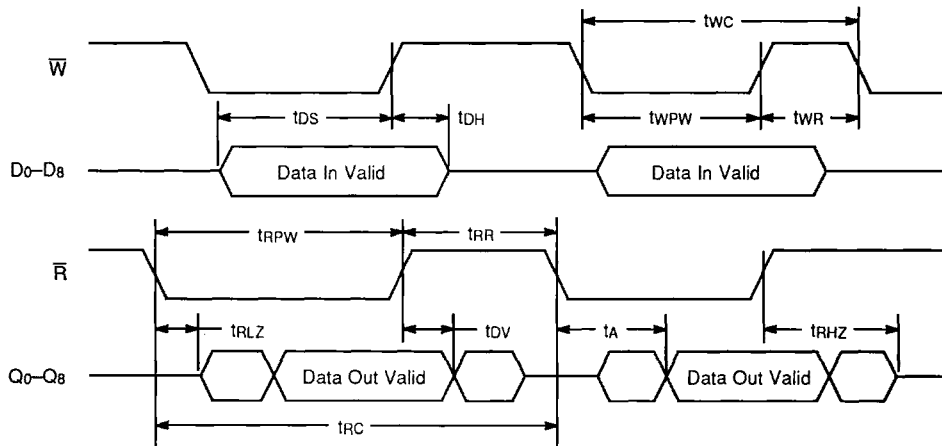 tWC
W̅
tDS
tDH
tWPW
tWR
D0–D8
Data In Valid
Data In Valid
tRPW
tRR
R̅
tRLZ
tDV
tA
tRHZ
Q0–Q8
Data Out Valid
Data Out Valid
tRC